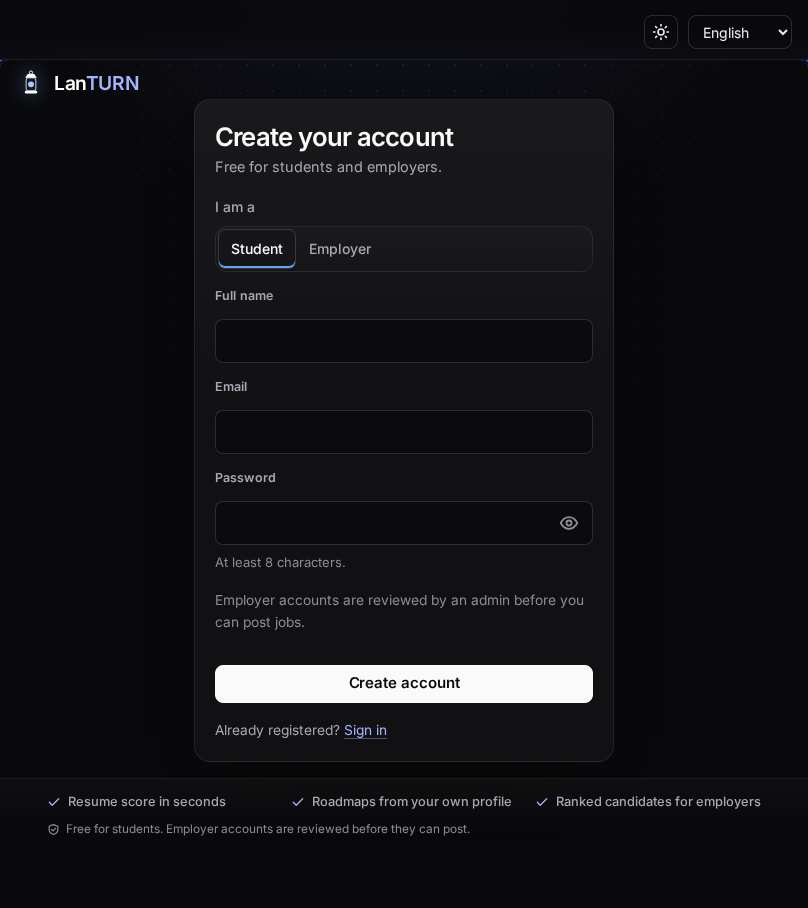 English
LanTURN
Create your account
Free for students and employers.
I am a
Student
Employer
Full name
Email
Password
At least 8 characters.
Employer accounts are reviewed by an admin before you
can post jobs.
Create account
Already registered? Sign in
Resume score in seconds
Roadmaps from your own profile
Ranked candidates for employers
Free for students. Employer accounts are reviewed before they can post.